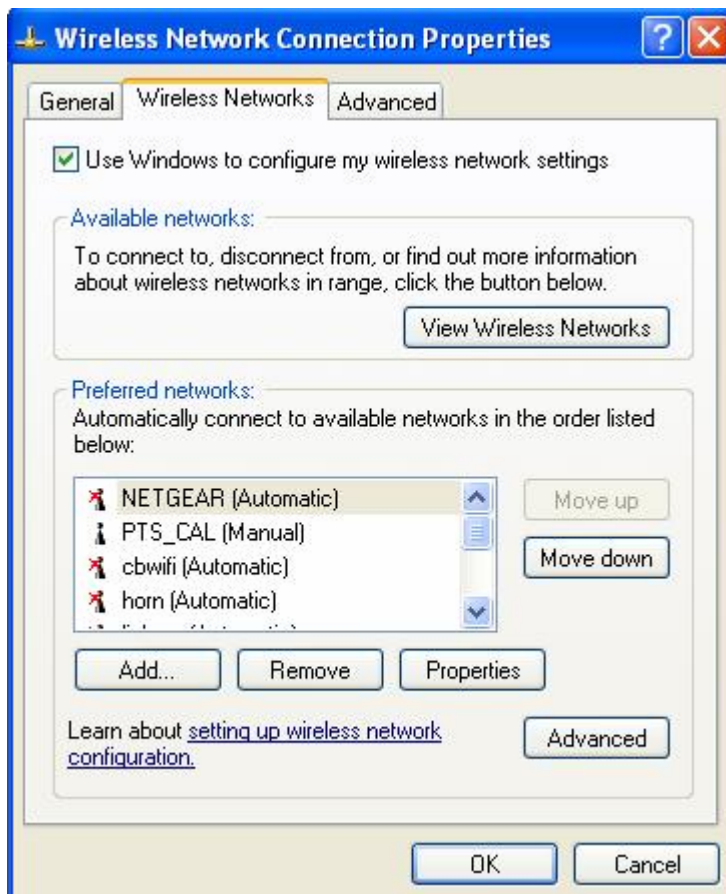 Wireless Network Connection Properties
General Wireless Networks Advanced
Use Windows to configure my wireless network settings
Available networks:
To connect to, disconnect from, or find out more information
about wireless networks in range, click the button below.
View Wireless Networks
Preferred networks:
Automatically connect to available networks in the order listed
below:
NETGEAR (Automatic)
PTS_CAL (Manual)
cbwifi (Automatic)
horn (Automatic)
Move up
Move down
Add... Remove Properties
Learn about setting up wireless network
configuration.
Advanced
OK Cancel